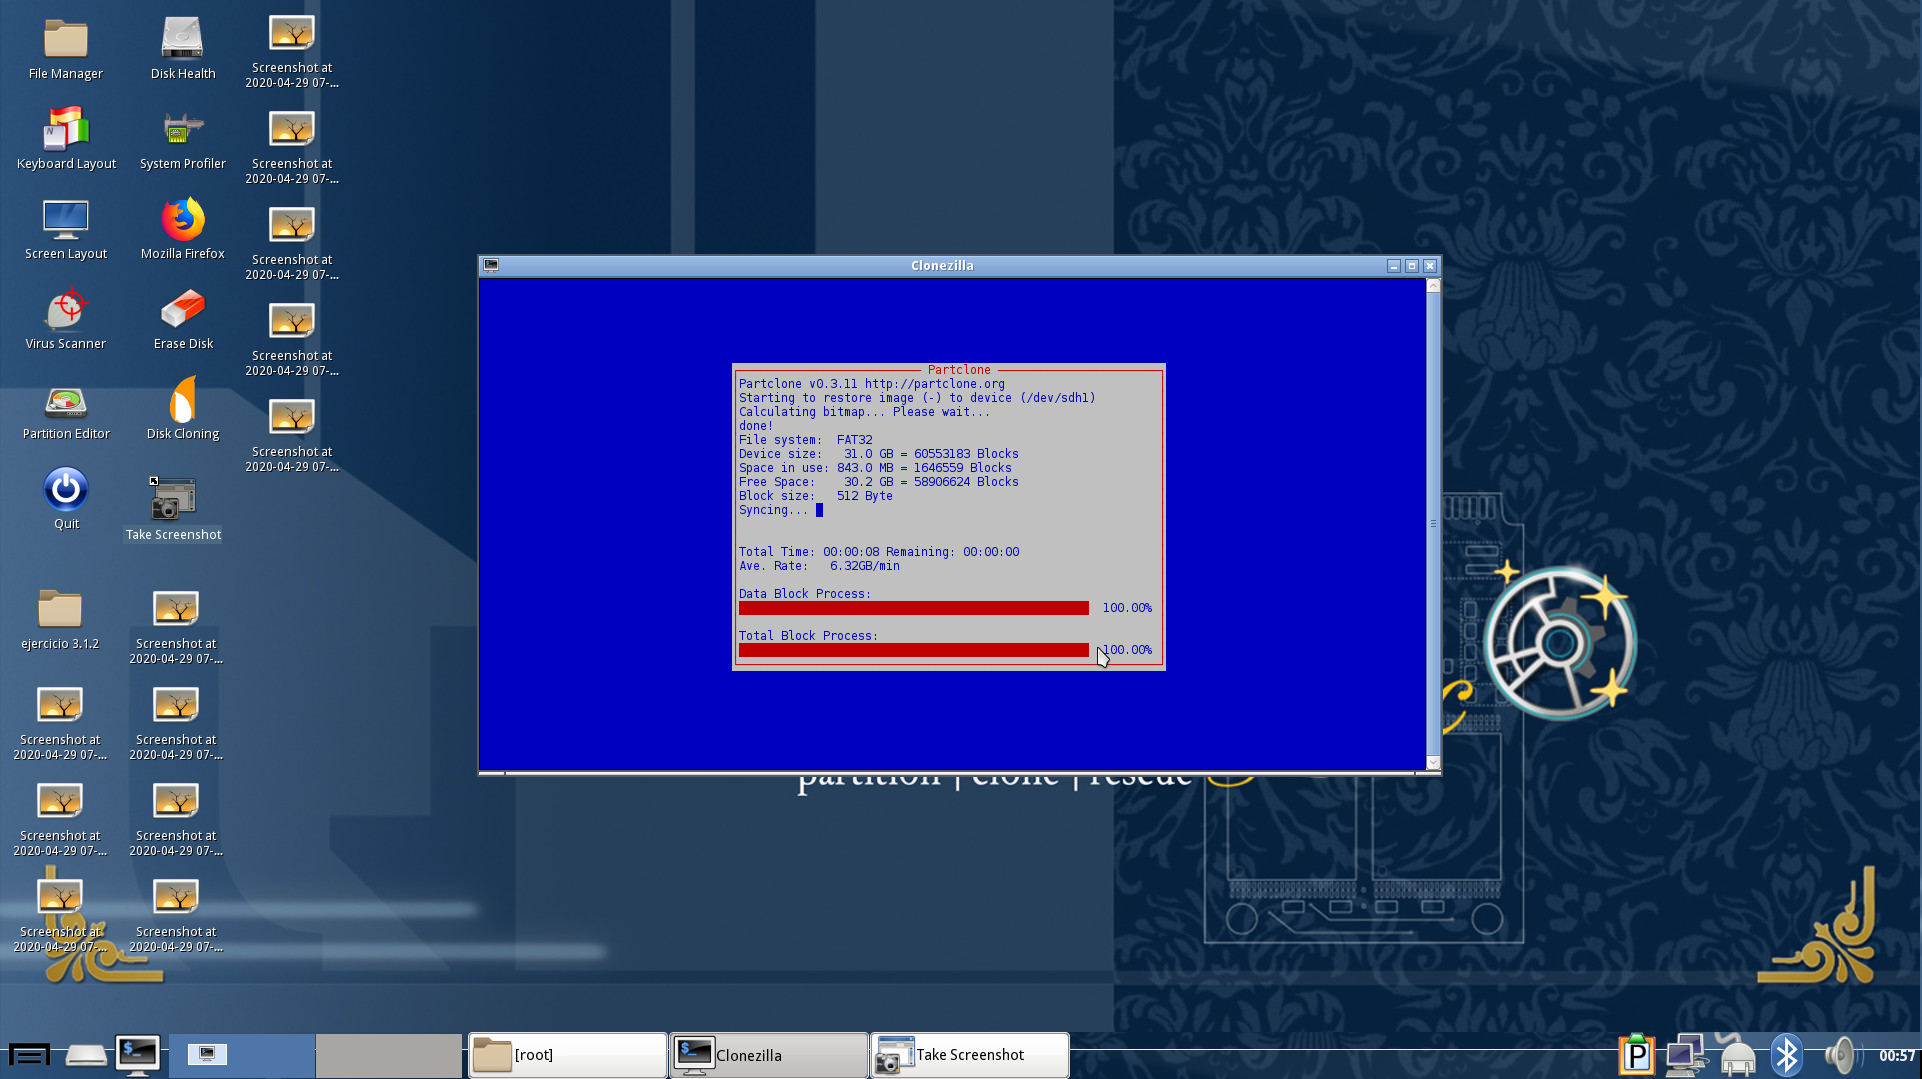 File Manager
Disk Health
Screenshot at
2020-04-29 07-...
Keyboard Layout
System Profiler
Screenshot at
2020-04-29 07-...
Screen Layout
Mozilla Firefox
Screenshot at
2020-04-29 07-...
Virus Scanner
Erase Disk
Screenshot at
2020-04-29 07-...
Partition Editor
Disk Cloning
Screenshot at
2020-04-29 07-...
Quit
Take Screenshot
ejercicio 3.1.2
Screenshot at
2020-04-29 07-...
Screenshot at
2020-04-29 07-...
Screenshot at
2020-04-29 07-...
Screenshot at
2020-04-29 07-...
Screenshot at
2020-04-29 07-...
Screenshot at
2020-04-29 07-...
Screenshot at
2020-04-29 07-...
Clonezilla
Partclone
Partclone v0.3.11 http://partclone.org
Starting to restore image (-) to device (/dev/sdh1)
Calculating bitmap... Please wait...
done!
File system: FAT32
Device size: 31.0 GB = 60553183 Blocks
Space in use: 843.0 MB = 1646559 Blocks
Free Space: 30.2 GB = 58906624 Blocks
Block size: 512 Byte
Syncing...
Total Time: 00:00:08 Remaining: 00:00:00
Ave. Rate: 6.32GB/min
Data Block Process:
100.00%
Total Block Process:
100.00%
partition | clone | rescue
[root]
Clonezilla
Take Screenshot
P
00:57